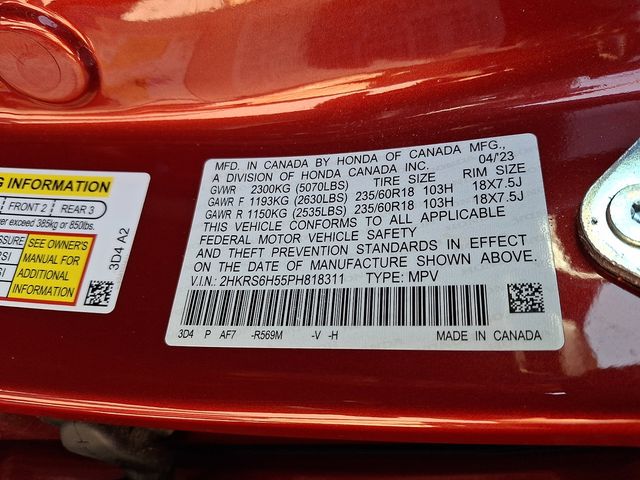 G INFORMATION
FRONT 2 REAR 3
exceed 385kg or 850lbs.
SEE OWNER'S
MANUAL FOR
ADDITIONAL
INFORMATION
3D4 A2
MFD. IN CANADA BY HONDA OF CANADA MFG.,
A DIVISION OF HONDA CANADA INC. 04/'23
GVWR 2300KG (5070LBS) TIRE SIZE RIM SIZE
GAWR F 1193KG (2630LBS) 235/60R18 103H 18X7.5J
GAWR R 1150KG (2535LBS) 235/60R18 103H 18X7.5J
THIS VEHICLE CONFORMS TO ALL APPLICABLE
FEDERAL MOTOR VEHICLE SAFETY
AND THEFT PREVENTION STANDARDS IN EFFECT
ON THE DATE OF MANUFACTURE SHOWN ABOVE.
V.I.N.: 2HKRS6H55PH818311 TYPE: MPV
3D4 P AF7 -R569M -V -H MADE IN CANADA